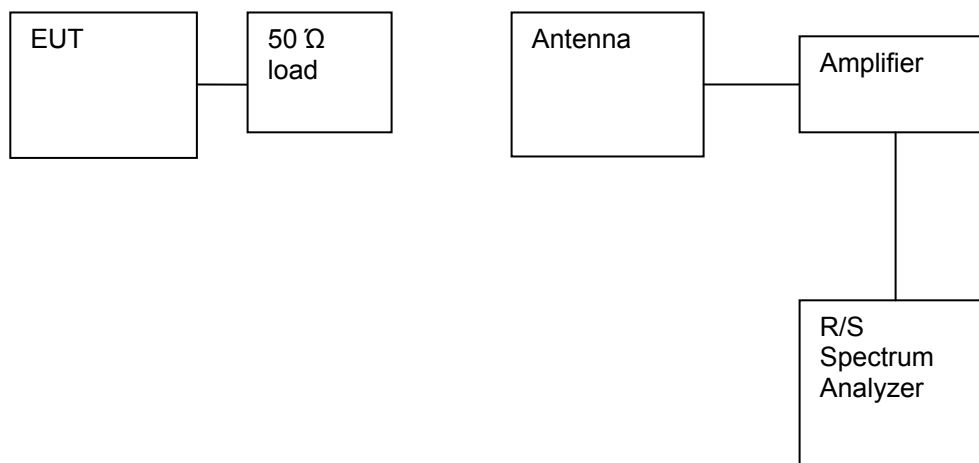 EUT
50 Ώ
load
Antenna
Amplifier
R/S
Spectrum
Analyzer